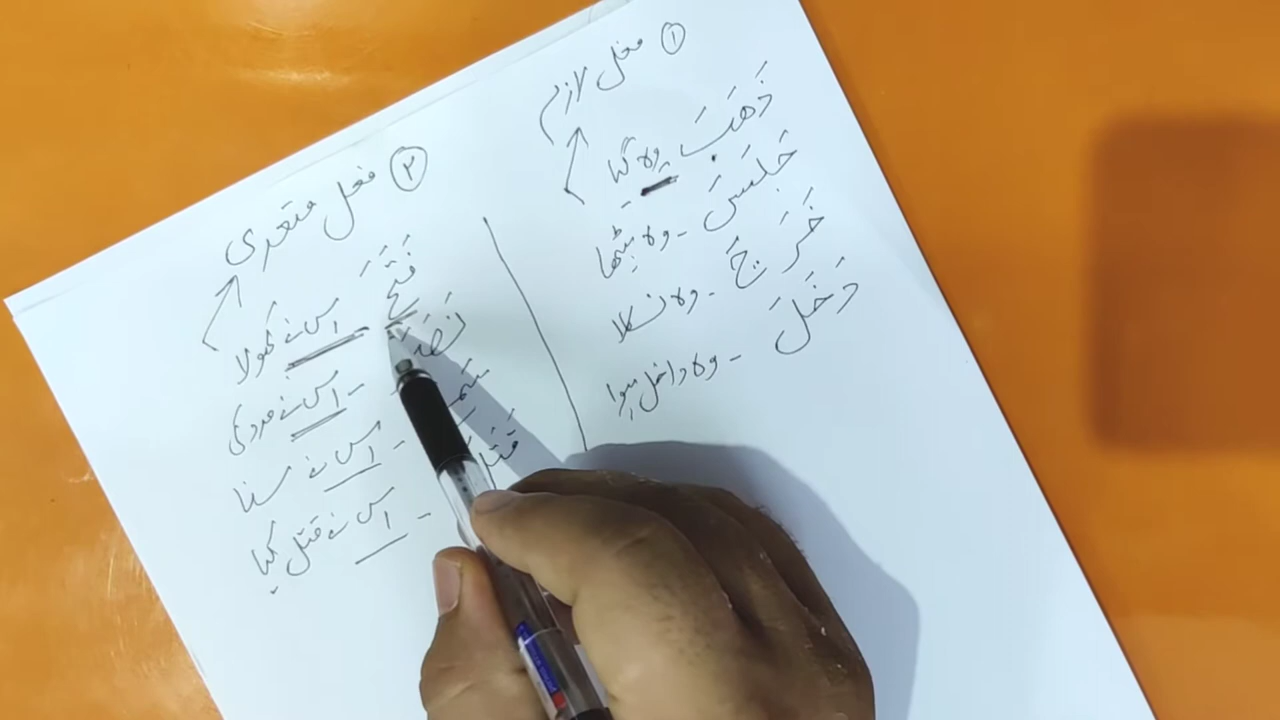 ① فعل لازم
ذَهَبَ وہ گیا
جَلَسَ - وہ بیٹھا
خَرَجَ - وہ نکلا
دَخَلَ - وہ داخل ہوا
② فعل متعدی
فَتَحَ اس نے کھولا
نَصَر - اس نے مدد کی
- اس نے سنا
قَتَل - اس نے قتل کیا